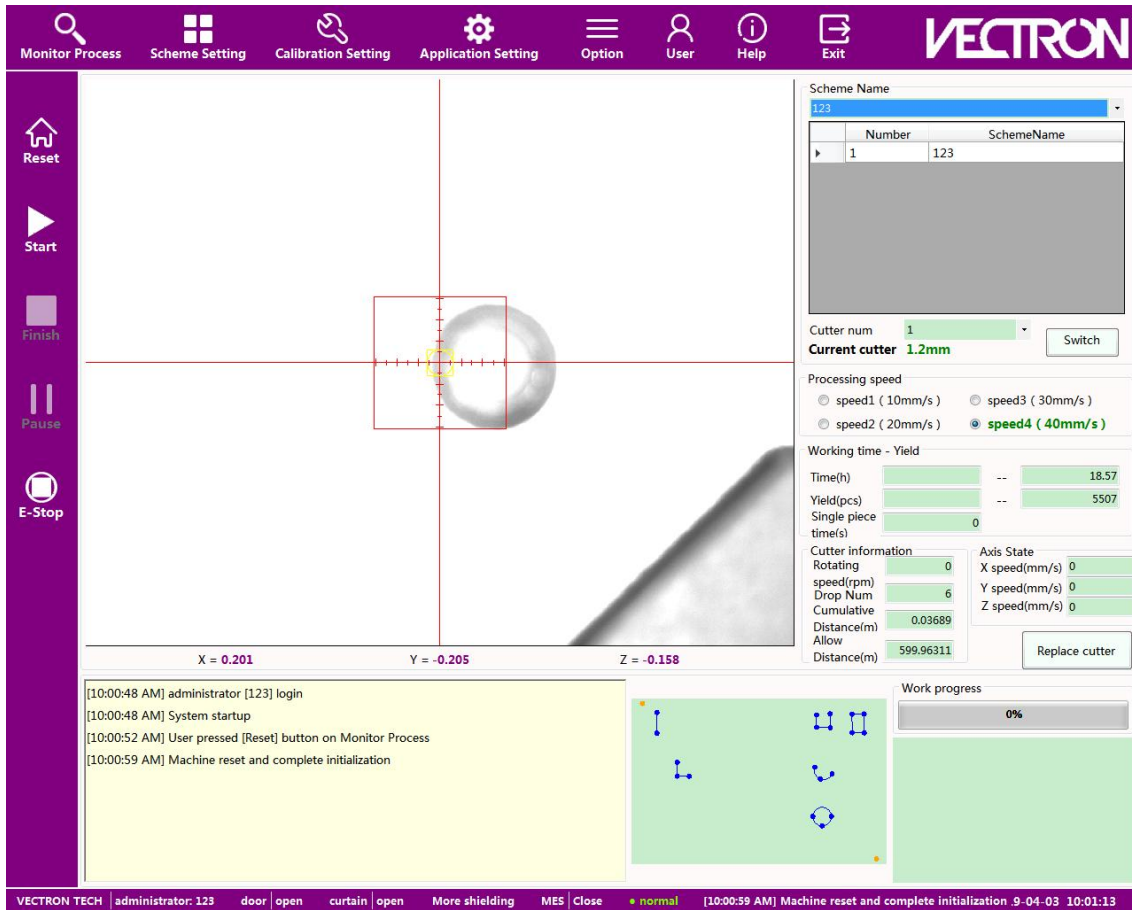 Monitor Process Scheme Setting Calibration Setting Application Setting Option User Help Exit VECTRON
Reset
Start
Finish
Pause
E-Stop
Scheme Name
123
Number SchemeName
1 123
Cutter num 1 Switch
Current cutter 1.2mm
Processing speed
speed1 ( 10mm/s ) speed3 ( 30mm/s )
speed2 ( 20mm/s ) speed4 ( 40mm/s )
Working time - Yield
Time(h) -- 18.57
Yield(pcs) -- 5507
Single piece
time(s) 0
Cutter information
Rotating
speed(rpm) 0
Drop Num 6
Cumulative
Distance(m) 0.03689
Allow
Distance(m) 599.96311
Axis State
X speed(mm/s) 0
Y speed(mm/s) 0
Z speed(mm/s) 0
Replace cutter
X = 0.201 Y = -0.205 Z = -0.158
[10:00:48 AM] administrator [123] login
[10:00:48 AM] System startup
[10:00:52 AM] User pressed [Reset] button on Monitor Process
[10:00:59 AM] Machine reset and complete initialization
Work progress
0%
VECTRON TECH administrator: 123 door open curtain open More shielding MES Close normal [10:00:59 AM] Machine reset and complete initialization .9-04-03 10:01:13